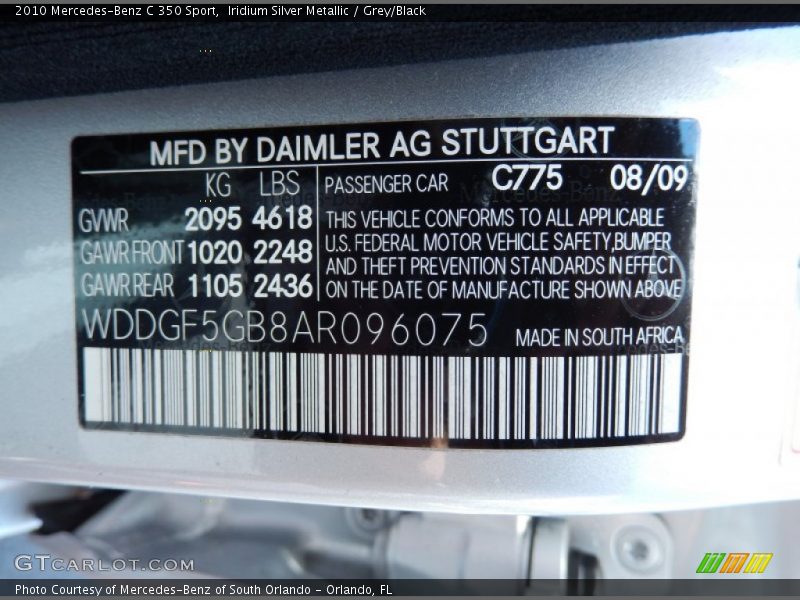 2010 Mercedes-Benz C 350 Sport,  Iridium Silver Metallic / Grey/Black
MFD BY DAIMLER AG STUTTGART
KG LBS PASSENGER CAR C775 08/09
GVWR 2095 4618 THIS VEHICLE CONFORMS TO ALL APPLICABLE
GAWR FRONT 1020 2248 U.S. FEDERAL MOTOR VEHICLE SAFETY,BUMPER
AND THEFT PREVENTION STANDARDS IN EFFECT
GAWR REAR 1105 2436 ON THE DATE OF MANUFACTURE SHOWN ABOVE
WDDGF5GB8AR096075 MADE IN SOUTH AFRICA
GTCARLOT.COM
Photo Courtesy of Mercedes-Benz of South Orlando - Orlando, FL